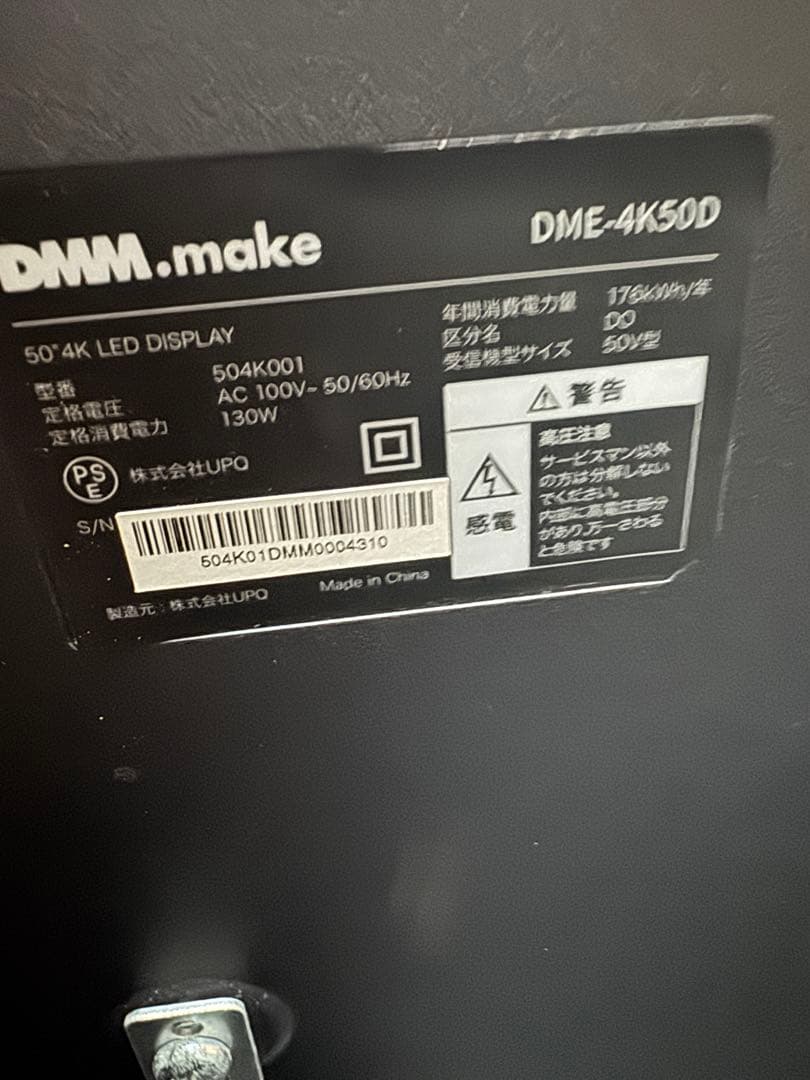 DMM.make
DME-4K50D
50" 4K LED DISPLAY
型番 504K001
定格電圧 AC 100V~ 50/60Hz
定格消費電力 130W
年間消費電力量 176kWh/年
区分名 DO
受信機型サイズ 50V型
PS
E
株式会社UPQ
S/N
504K01DMM0004310
製造元：株式会社UPQ
Made in China
警告
感電
高圧注意
サービスマン以外
の方は分解しない
でください。
内部に高電圧部分
があり、万一さわる
と危険です